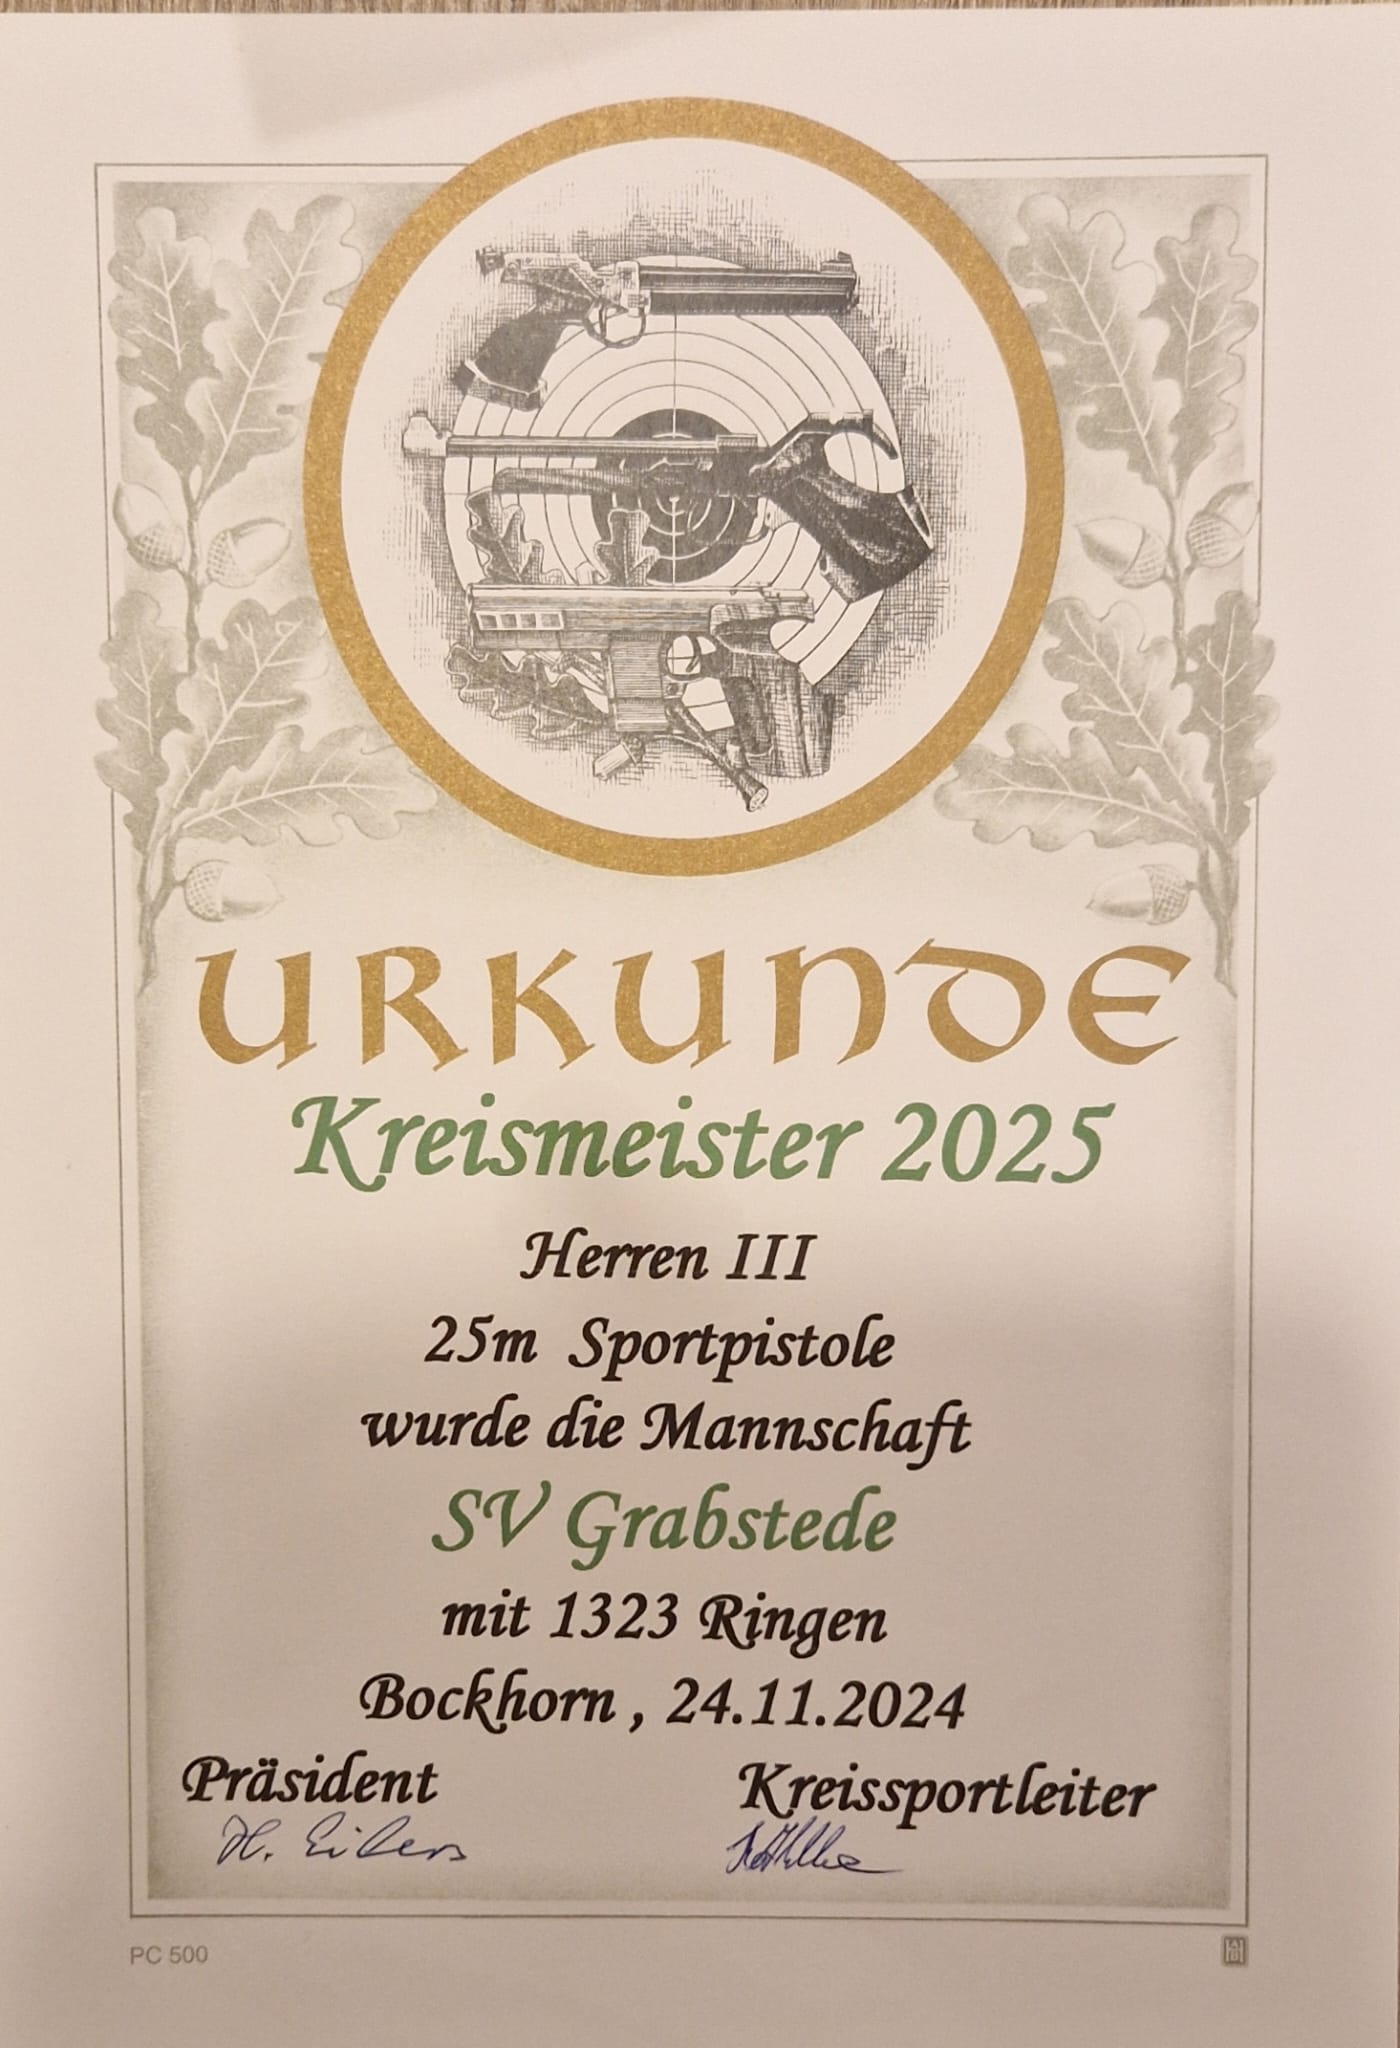 URKUNDE
Kreismeister 2025
Herren III
25m Sportpistole
wurde die Mannschaft
SV Grabstede
mit 1323 Ringen
Bockhorn , 24.11.2024
Präsident Kreissportleiter
H. Eilers
PC 500